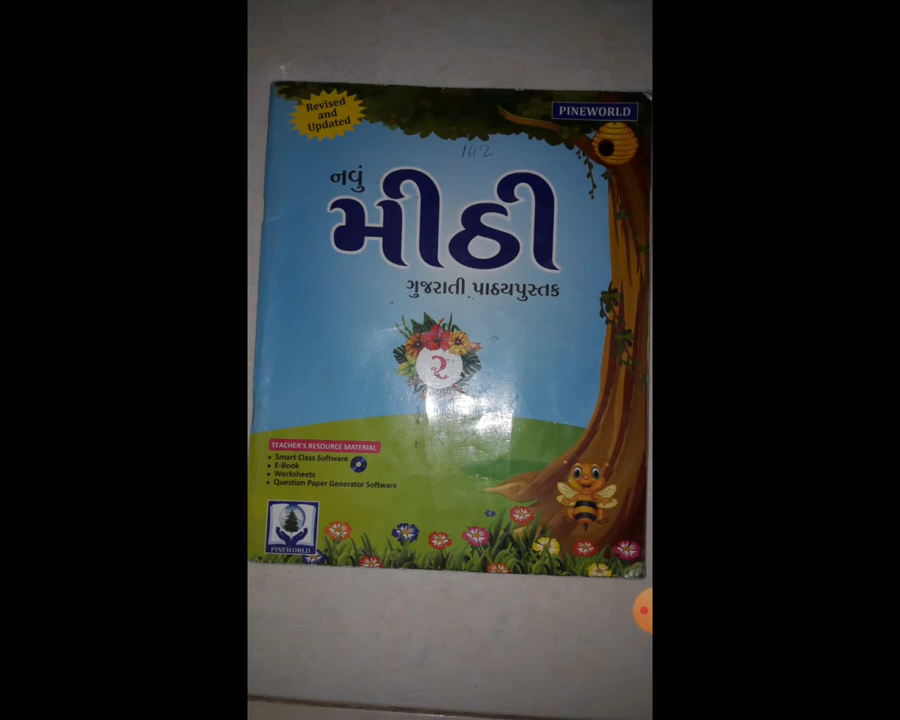 Revised
and
Updated
PINEWORLD
નવું
મીઠી
ગુજરાતી પાઠયપુસ્તક
૨
TEACHER'S RESOURCE MATERIAL
• Smart Class Software
• E-Book
• Worksheets
• Question Paper Generator Software
PINEWORLD